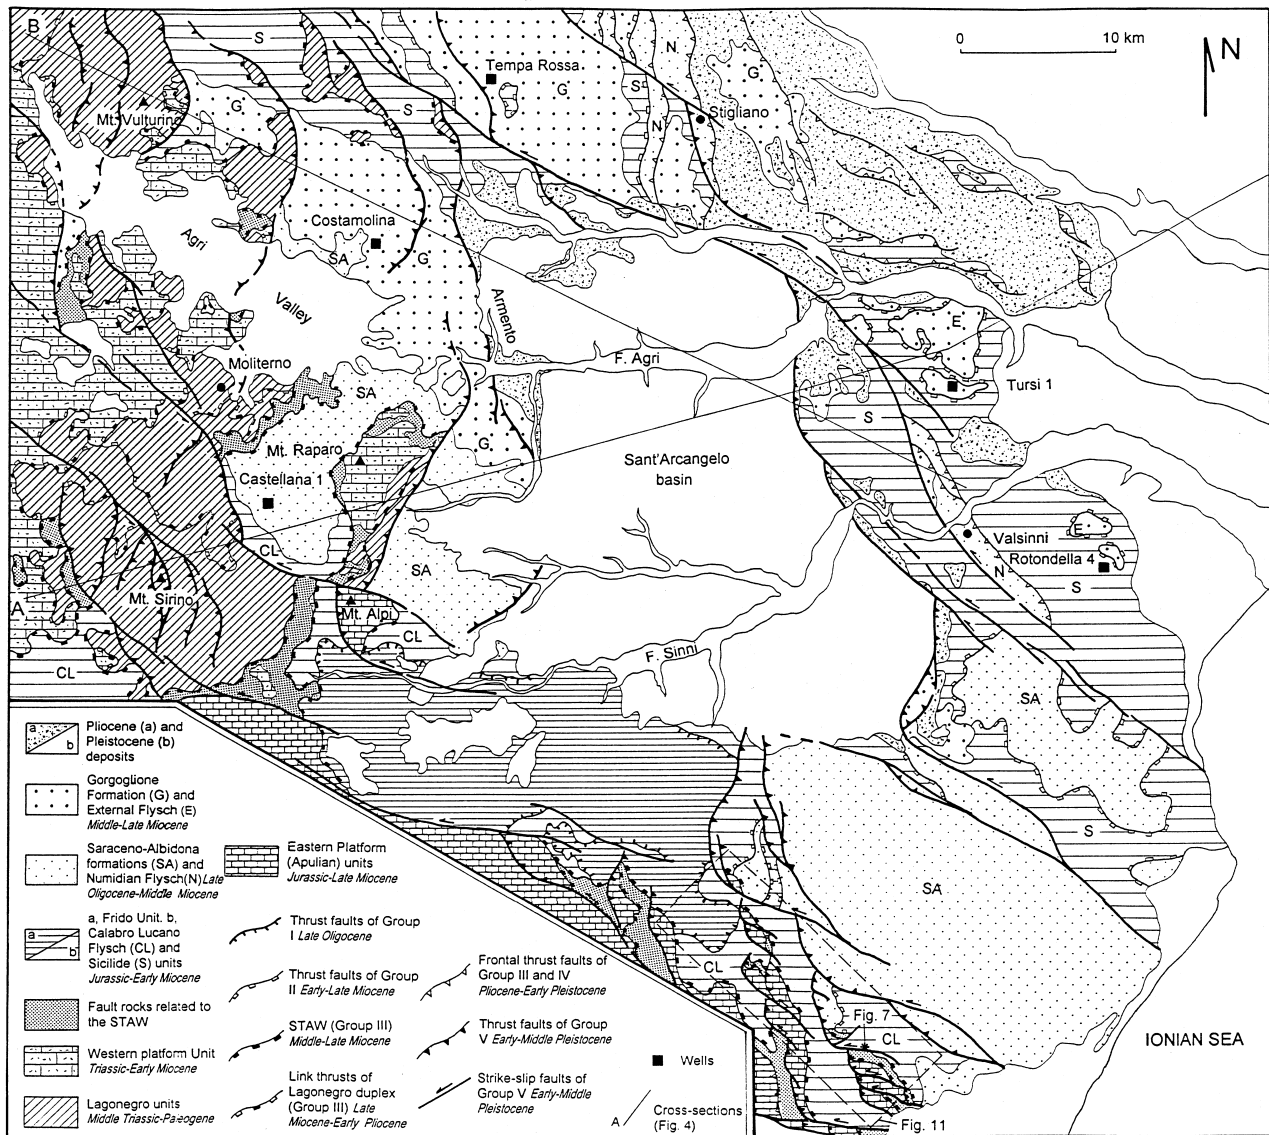 B
S
0 10 km
N
N
G
Tempa Rossa
G
S
N
Stigliano
Mt. Vulturino
G
S
Costamolina
SA
G
Agri
Valley
Armento
E
F. Agri
Tursi 1
Moliterno
SA
S
G
Mt. Raparo
Castellana 1
Sant'Arcangelo
basin
CL
Valsinni
E
Rotondella 4
N
S
SA
Mt. Sirino
A
Mt. Alpi
CL
F. Sinni
CL
SA
S
SA
CL
Fig. 7
CL
IONIAN SEA
Fig. 11
a
b
Pliocene (a) and
Pleistocene (b)
deposits
Gorgoglione
Formation (G) and
External Flysch (E)
Middle-Late Miocene
Saraceno-Albidona
formations (SA) and
Numidian Flysch(N) Late
Oligocene-Middle Miocene
a
b
a, Frido Unit. b,
Calabro Lucano
Flysch (CL) and
Sicilide (S) units
Jurassic-Early Miocene
Fault rocks related to
the STAW
Western platform Unit
Triassic-Early Miocene
Lagonegro units
Middle Triassic-Paleogene
Eastern Platform
(Apulian) units
Jurassic-Late Miocene
Thrust faults of Group
I Late Oligocene
Thrust faults of Group
II Early-Late Miocene
STAW (Group III)
Middle-Late Miocene
Link thrusts of
Lagonegro duplex
(Group III) Late
Miocene-Early Pliocene
Frontal thrust faults of
Group III and IV
Pliocene-Early Pleistocene
Thrust faults of Group
V Early-Middle Pleistocene
Strike-slip faults of
Group V Early-Middle
Pleistocene
Wells
A
Cross-sections
(Fig. 4)